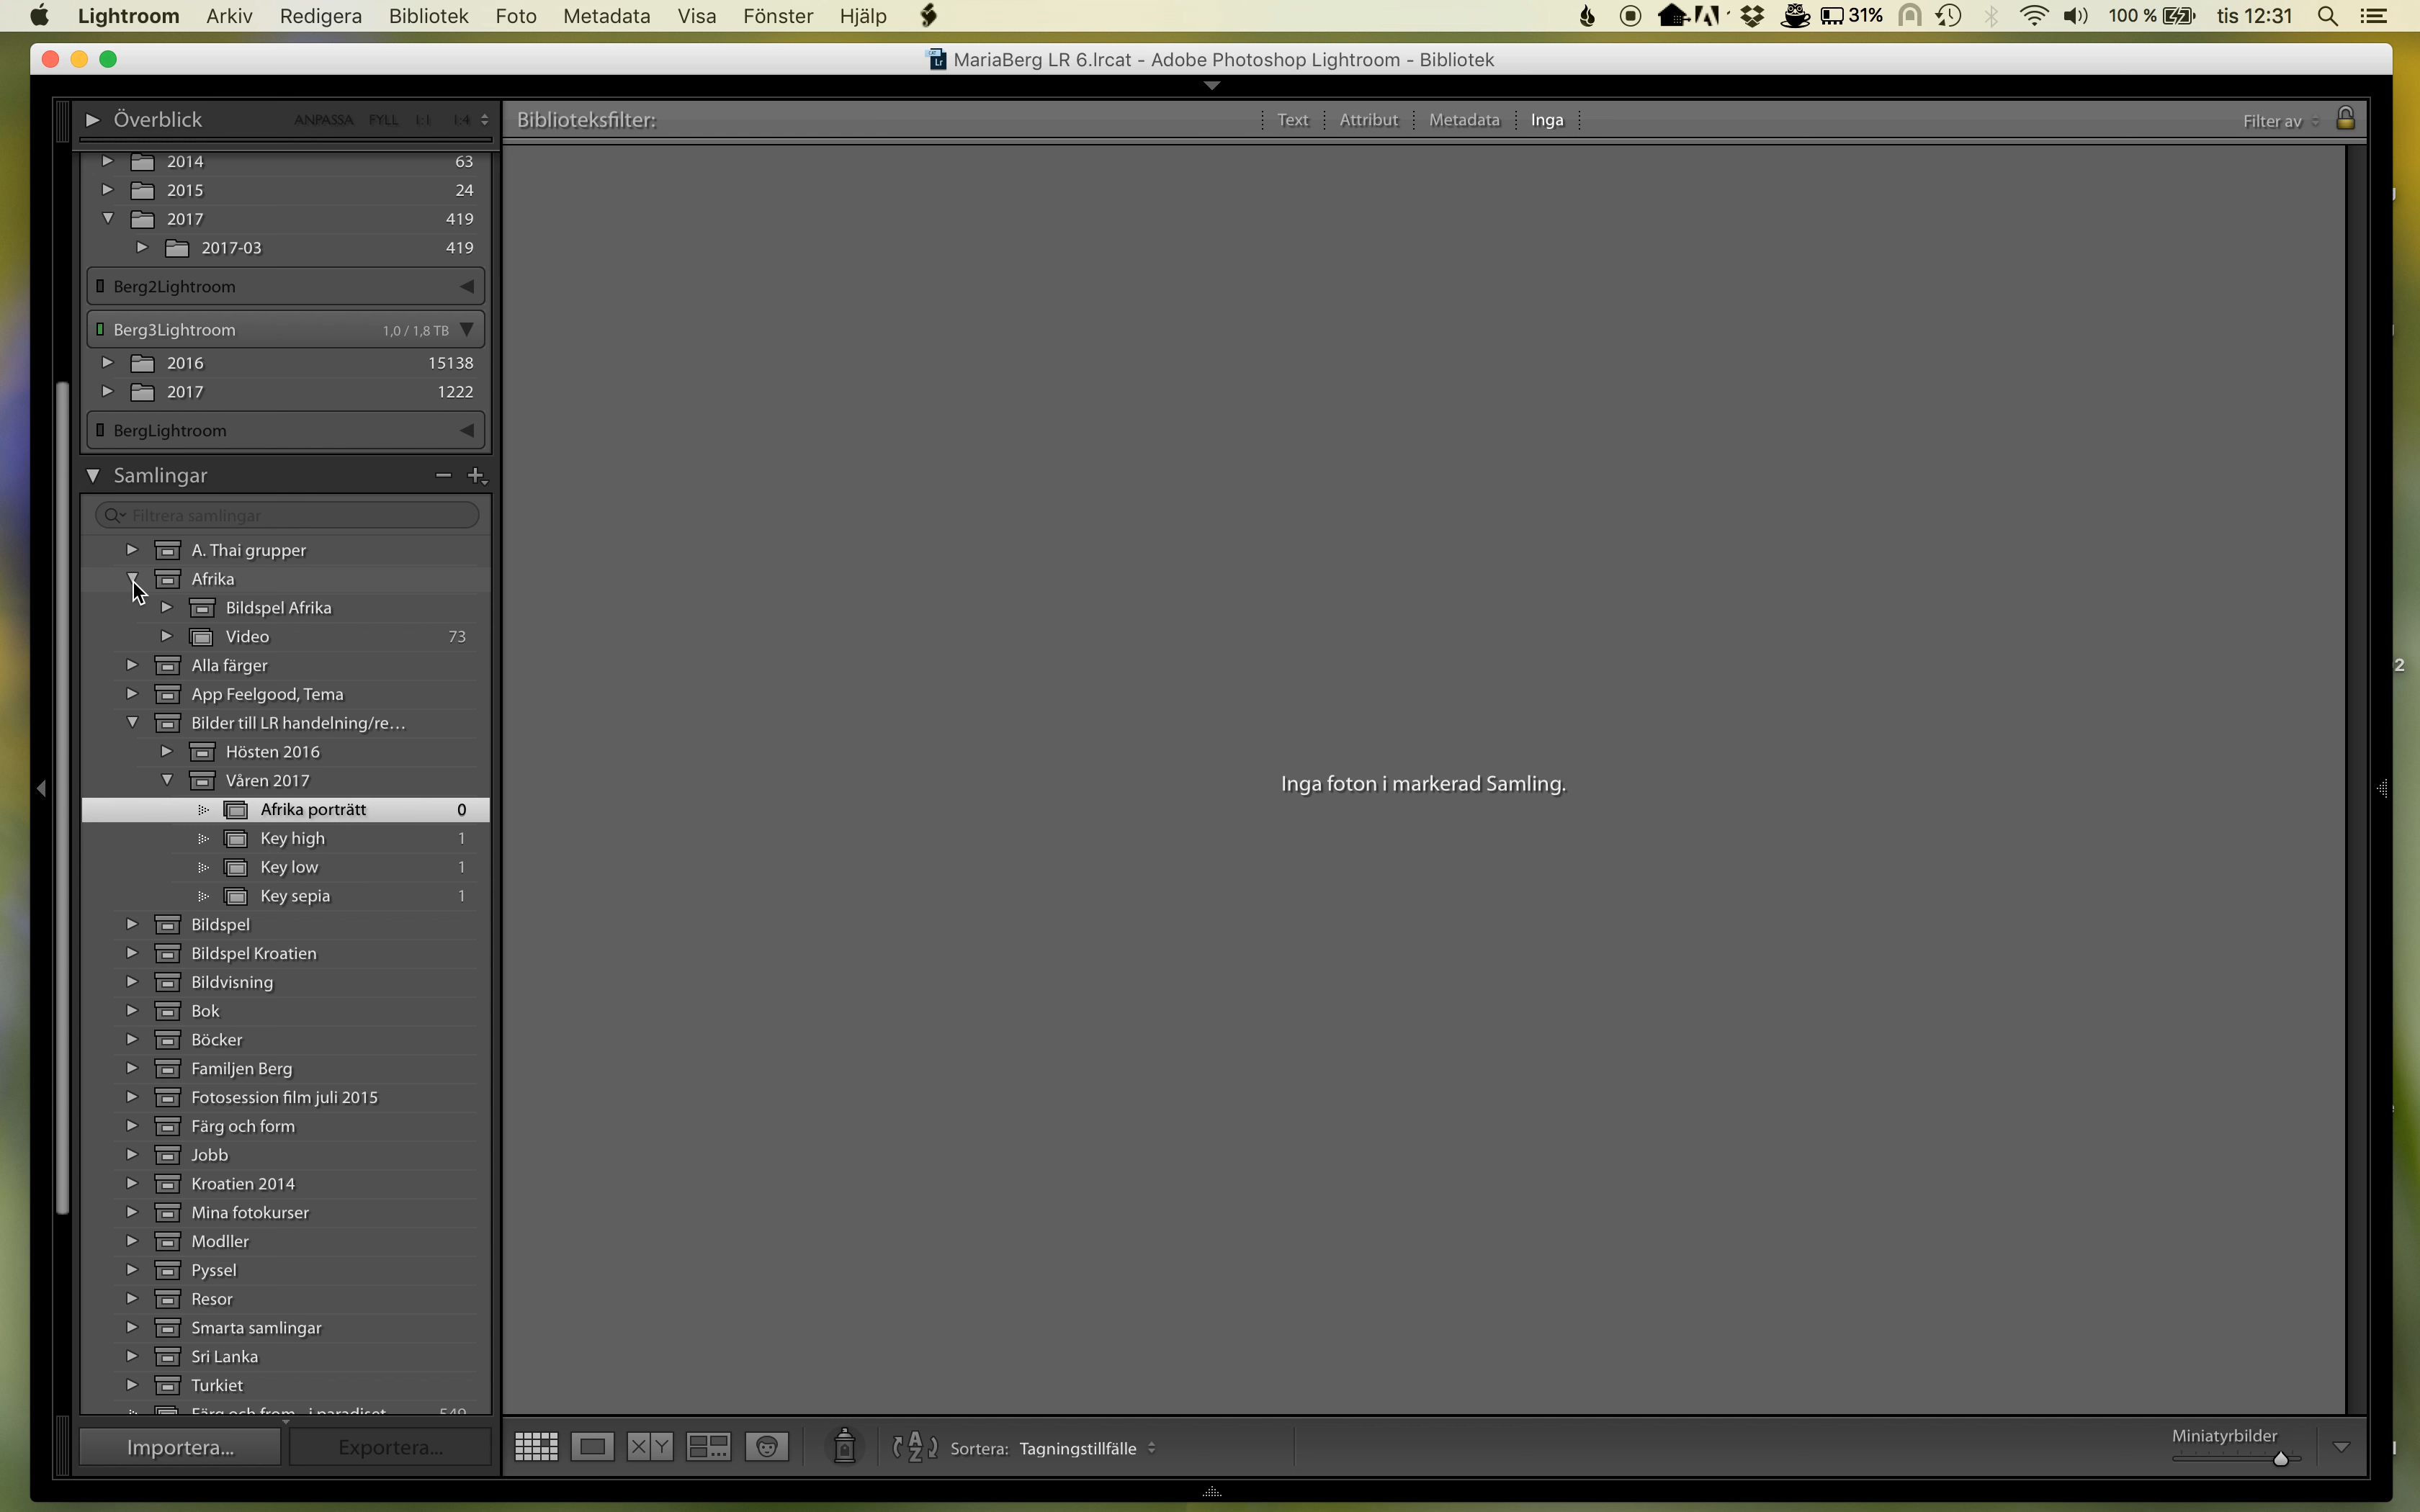 Lightroom Arkiv Redigera Bibliotek Foto Metadata Visa Fönster Hjälp 31% 100 % tis 12:31
MariaBerg LR 6.lrcat - Adobe Photoshop Lightroom - Bibliotek
Överblick ANPASSA FYLL 1:1 1:4
Biblioteksfilter: Text Attribut Metadata Inga Filter av
2014 63
2015 24
2017 419
2017-03 419
Berg2Lightroom
Berg3Lightroom 1,0 / 1,8 TB
2016 15138
2017 1222
BergLightroom
Samlingar
Filtrera samlingar
A. Thai grupper
Afrika
Bildspel Afrika
Video 73
Alla färger
App Feelgood, Tema
Bilder till LR handelning/re...
Hösten 2016
Våren 2017
Afrika porträtt 0
Key high 1
Key low 1
Key sepia 1
Inga foton i markerad Samling.
Bildspel
Bildspel Kroatien
Bildvisning
Bok
Böcker
Familjen Berg
Fotosession film juli 2015
Färg och form
Jobb
Kroatien 2014
Mina fotokurser
Modller
Pyssel
Resor
Smarta samlingar
Sri Lanka
Turkiet
Färg och from - i paradiset 549
Importera... Exportera...
Sortera: Tagningstillfälle
Miniatyrbilder
2